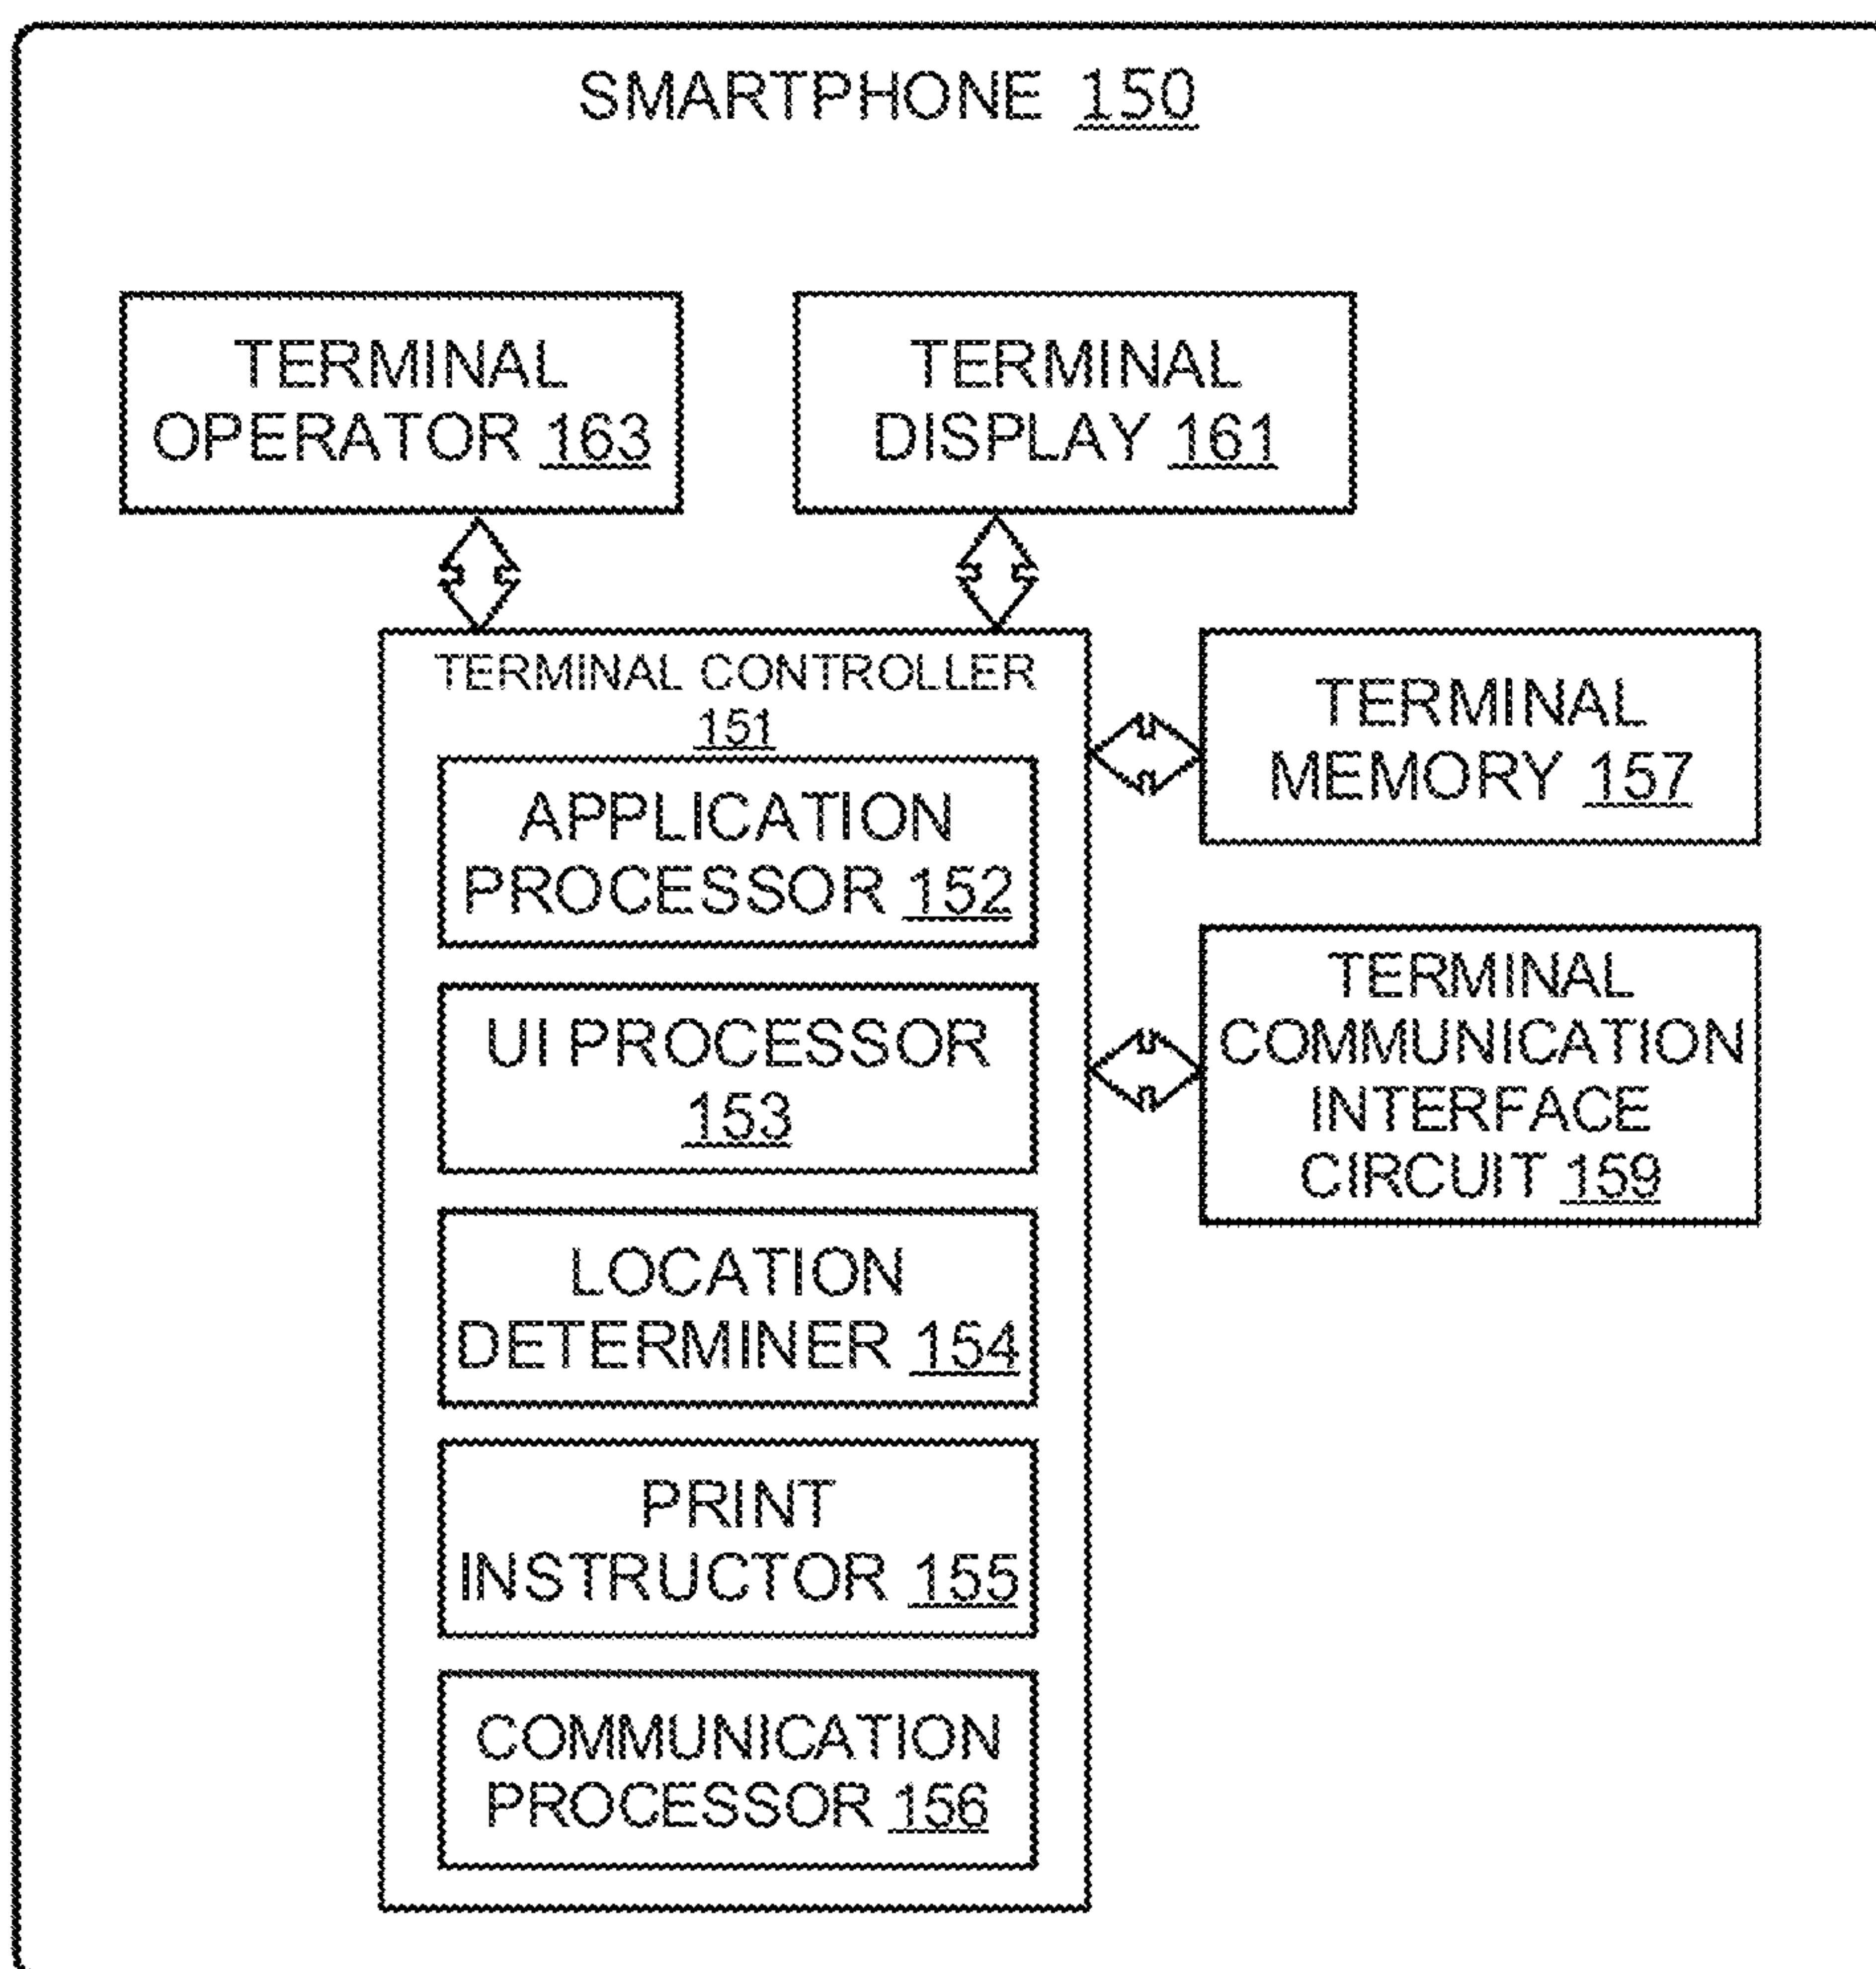 SMARTPHONE 150
TERMINAL
OPERATOR 163
TERMINAL
DISPLAY 161
TERMINAL CONTROLLER
151
APPLICATION
PROCESSOR 152
UI PROCESSOR
153
LOCATION
DETERMINER 154
PRINT
INSTRUCTOR 155
COMMUNICATION
PROCESSOR 156
TERMINAL
MEMORY 157
TERMINAL
COMMUNICATION
INTERFACE
CIRCUIT 159